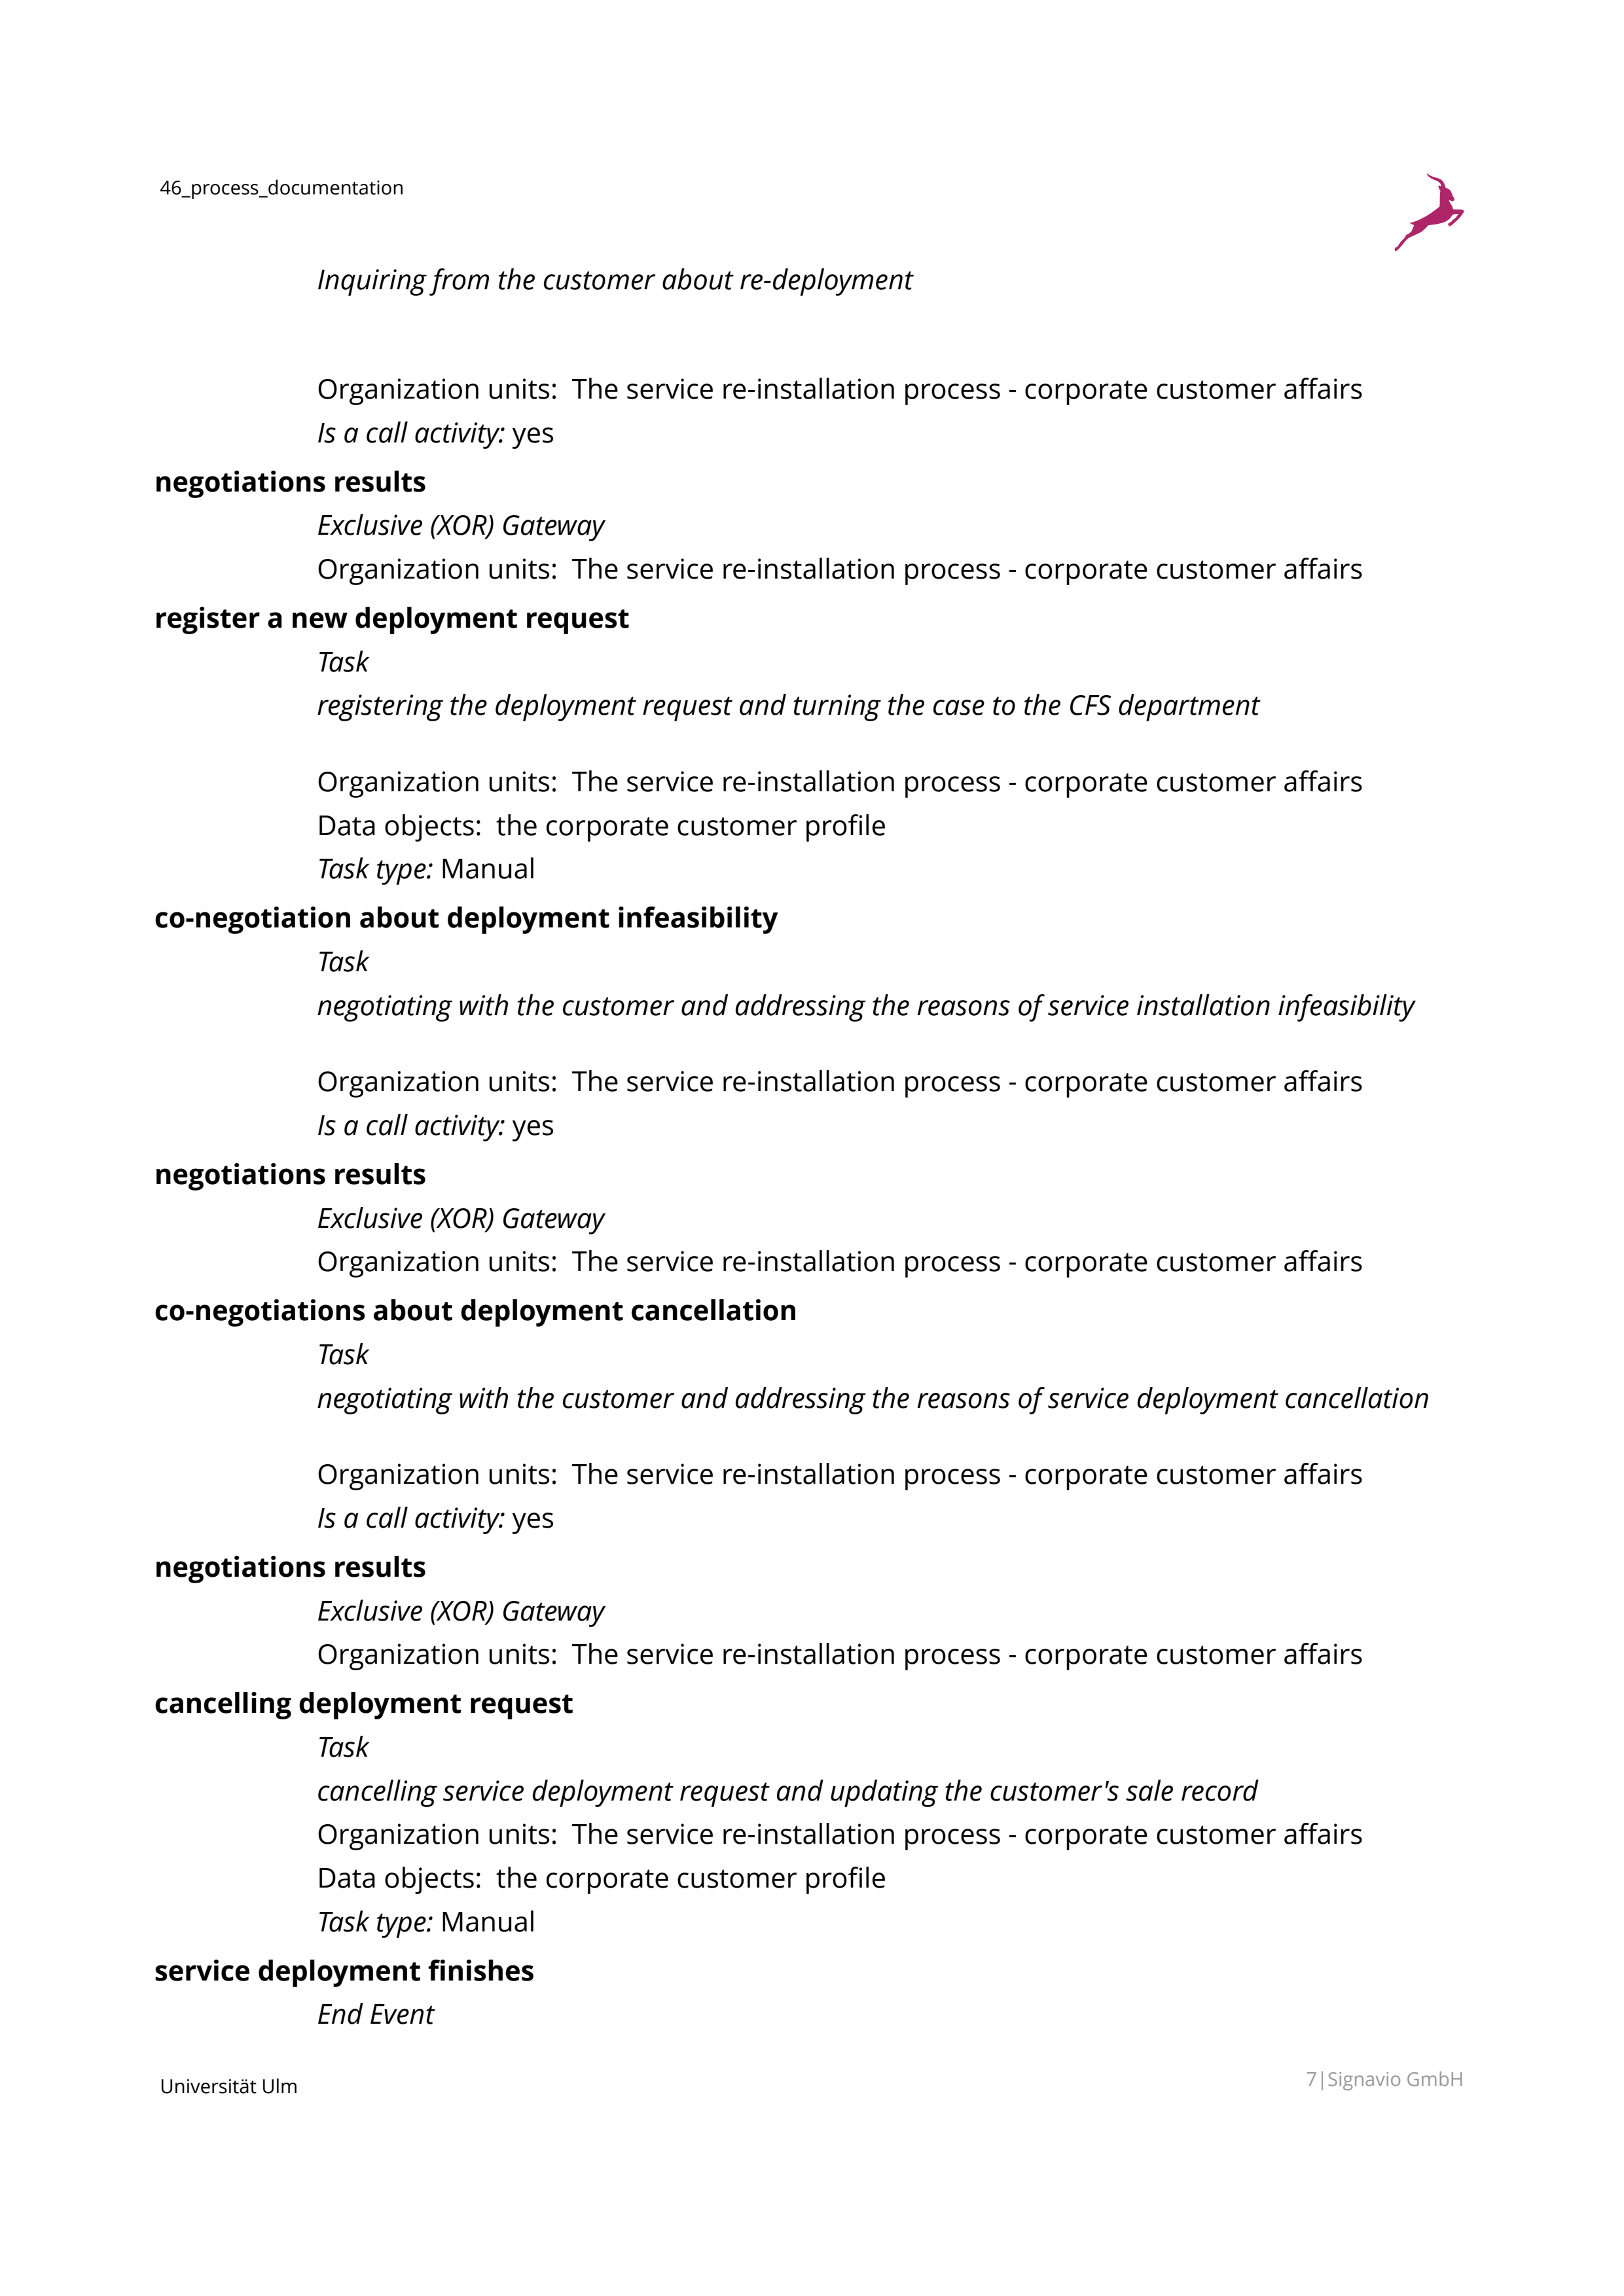 46_process_documentation
Inquiring from the customer about re-deployment
Organization units:  The service re-installation process - corporate customer affairs
Is a call activity: yes
negotiations results
Exclusive (XOR) Gateway
Organization units:  The service re-installation process - corporate customer affairs
register a new deployment request
Task
registering the deployment request and turning the case to the CFS department
Organization units:  The service re-installation process - corporate customer affairs
Data objects:  the corporate customer profile
Task type: Manual
co-negotiation about deployment infeasibility
Task
negotiating with the customer and addressing the reasons of service installation infeasibility
Organization units:  The service re-installation process - corporate customer affairs
Is a call activity: yes
negotiations results
Exclusive (XOR) Gateway
Organization units:  The service re-installation process - corporate customer affairs
co-negotiations about deployment cancellation
Task
negotiating with the customer and addressing the reasons of service deployment cancellation
Organization units:  The service re-installation process - corporate customer affairs
Is a call activity: yes
negotiations results
Exclusive (XOR) Gateway
Organization units:  The service re-installation process - corporate customer affairs
cancelling deployment request
Task
cancelling service deployment request and updating the customer's sale record
Organization units:  The service re-installation process - corporate customer affairs
Data objects:  the corporate customer profile
Task type: Manual
service deployment finishes
End Event
Universität Ulm
7|Signavio GmbH